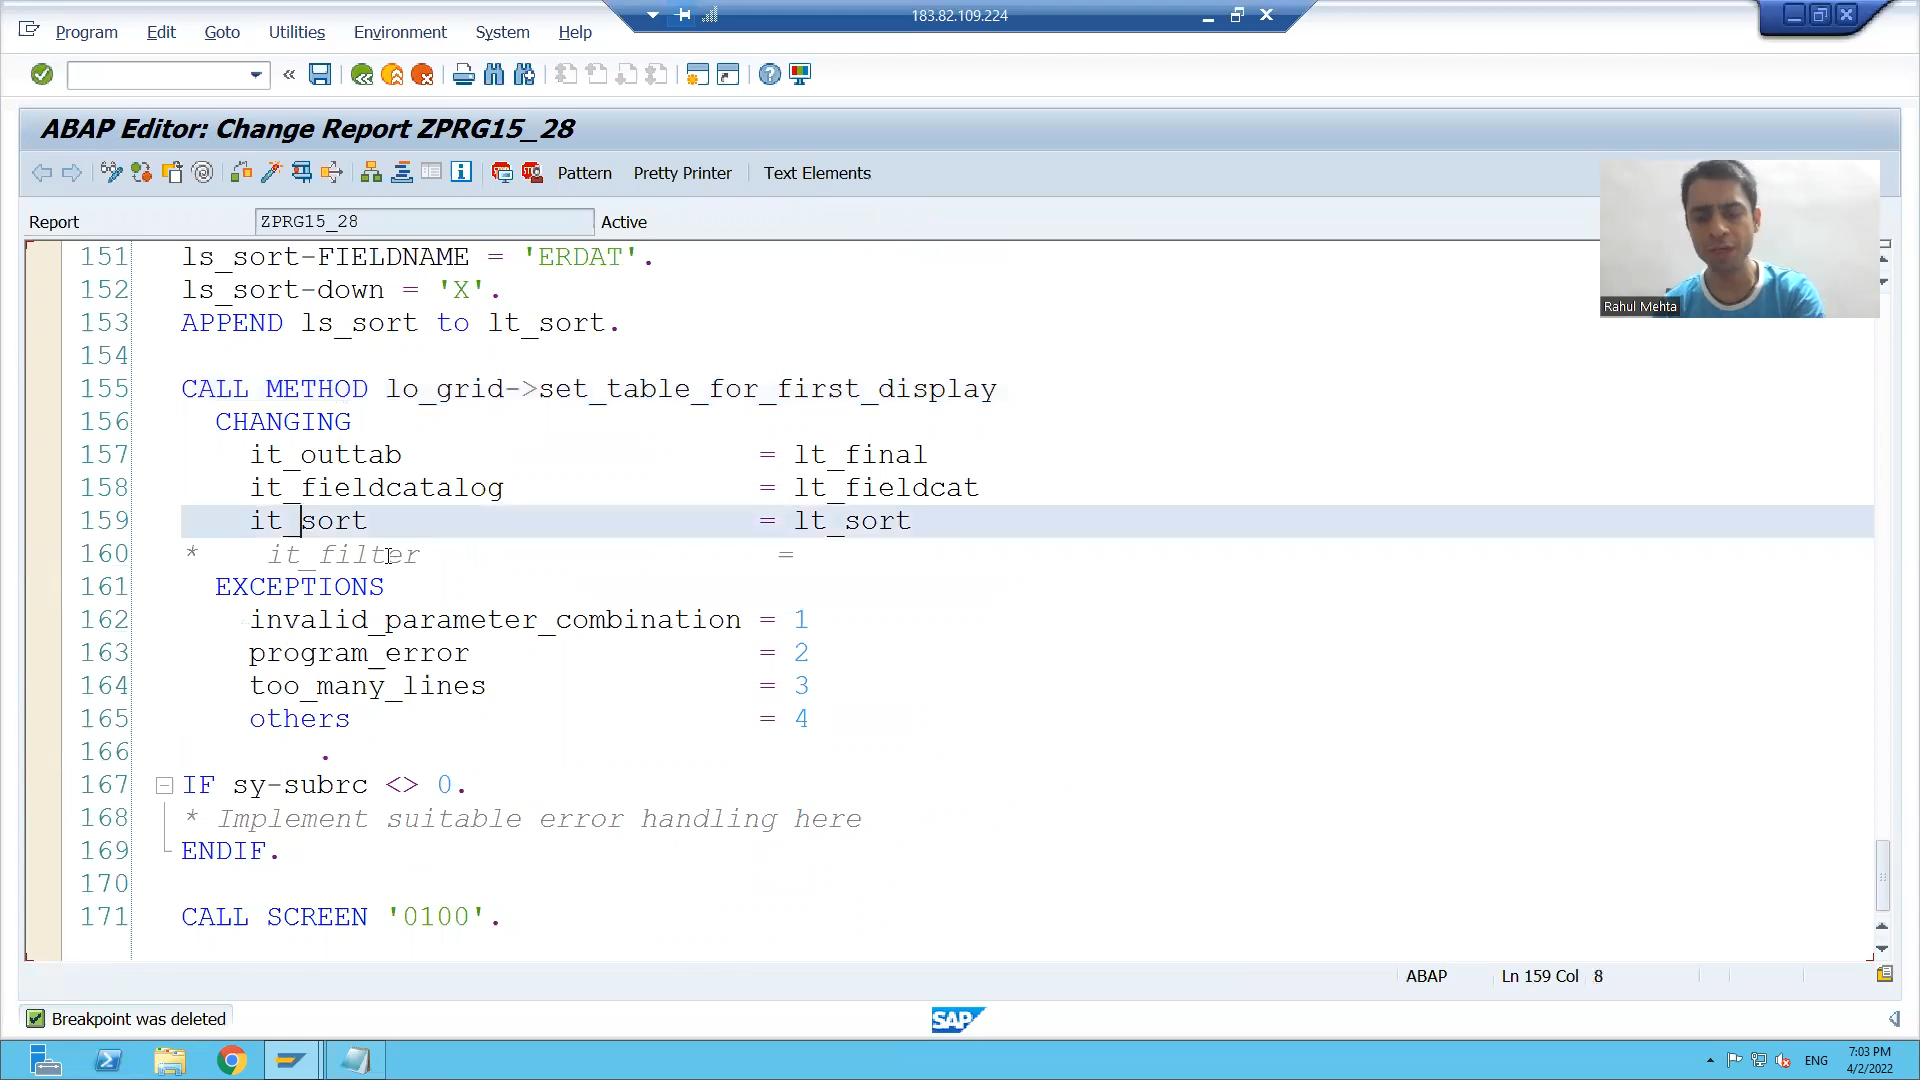 183.82.109.224
Program Edit Goto Utilities Environment System Help
ABAP Editor: Change Report ZPRG15_28
Pattern Pretty Printer Text Elements
Report ZPRG15_28 Active
Rahul Mehta
151 ls_sort-FIELDNAME = 'ERDAT'.
152 ls_sort-down = 'X'.
153 APPEND ls_sort to lt_sort.
154
155 CALL METHOD lo_grid->set_table_for_first_display
156 CHANGING
157 it_outtab = lt_final
158 it_fieldcatalog = lt_fieldcat
159 it_sort = lt_sort
160 * it_filter =
161 EXCEPTIONS
162 invalid_parameter_combination = 1
163 program_error = 2
164 too_many_lines = 3
165 others = 4
166 .
167 IF sy-subrc <> 0.
168 * Implement suitable error handling here
169 ENDIF.
170
171 CALL SCREEN '0100'.
ABAP Ln 159 Col 8
Breakpoint was deleted
SAP
ENG
7:03 PM
4/2/2022